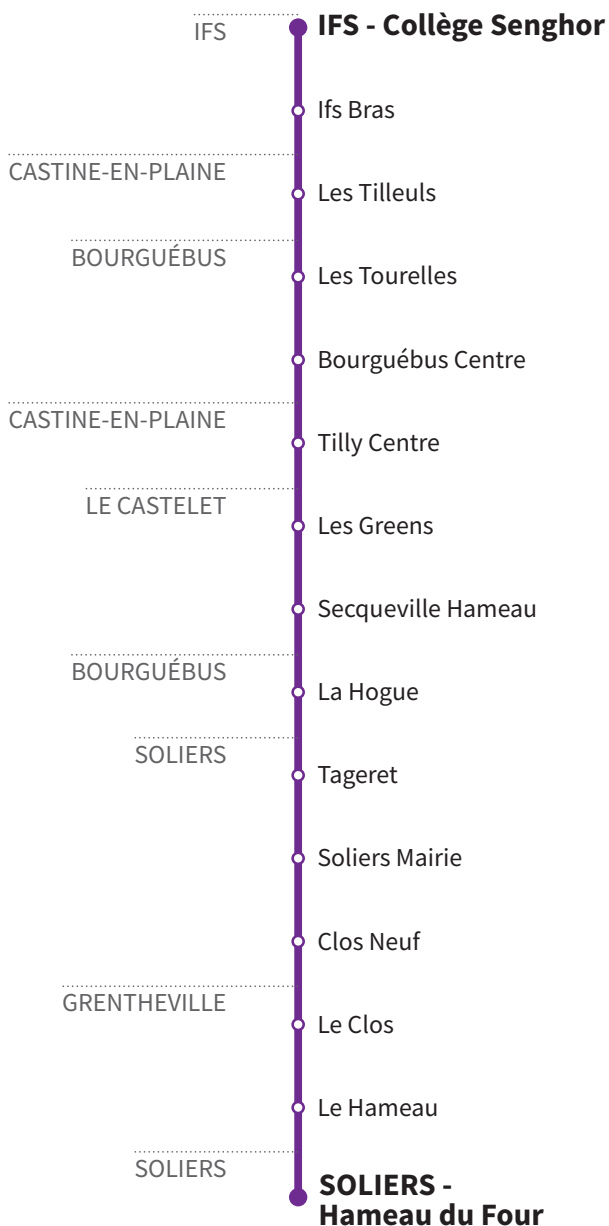 IFS
IFS - Collège Senghor
Ifs Bras
CASTINE-EN-PLAINE
Les Tilleuls
BOURGUÉBUS
Les Tourelles
Bourguébus Centre
CASTINE-EN-PLAINE
Tilly Centre
LE CASTELET
Les Greens
Secqueville Hameau
BOURGUÉBUS
La Hogue
SOLIERS
Tageret
Soliers Mairie
Clos Neuf
GRENTHEVILLE
Le Clos
Le Hameau
SOLIERS
SOLIERS -
Hameau du Four